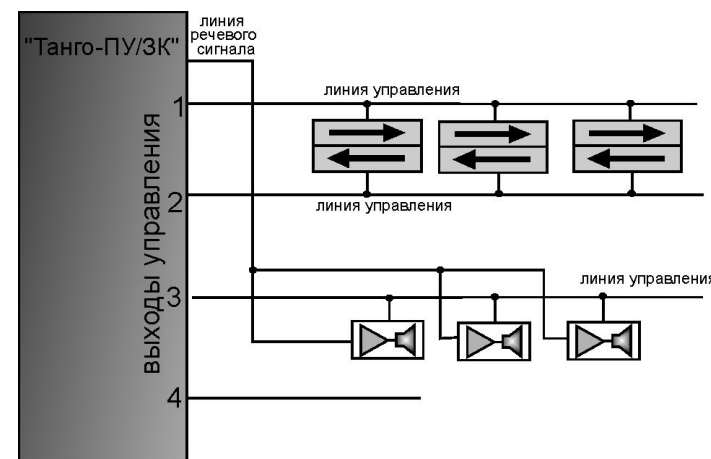 линия
речевого
сигнала
"Танго-ПУ/ЗК"
линия управления
1
выходы управления
2
линия управления
линия управления
3
4